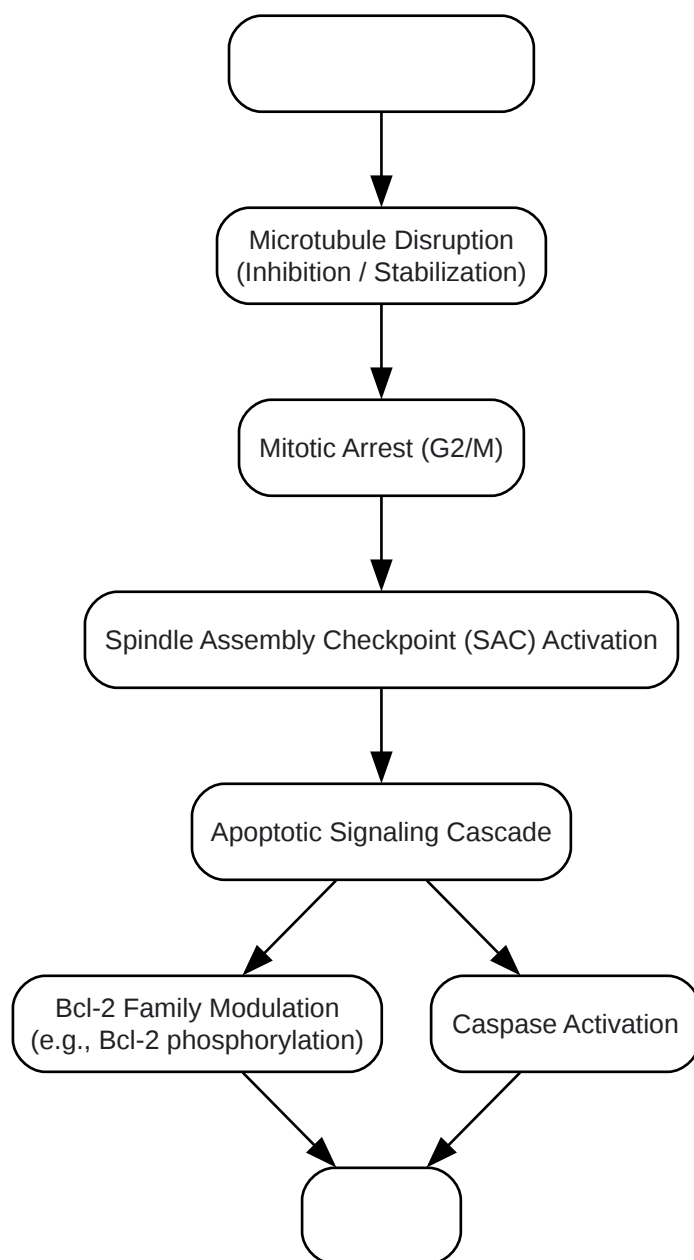 Microtubule Disruption
(Inhibition / Stabilization)
Mitotic Arrest (G2/M)
Spindle Assembly Checkpoint (SAC) Activation
Apoptotic Signaling Cascade
Bcl-2 Family Modulation
(e.g., Bcl-2 phosphorylation)
Caspase Activation